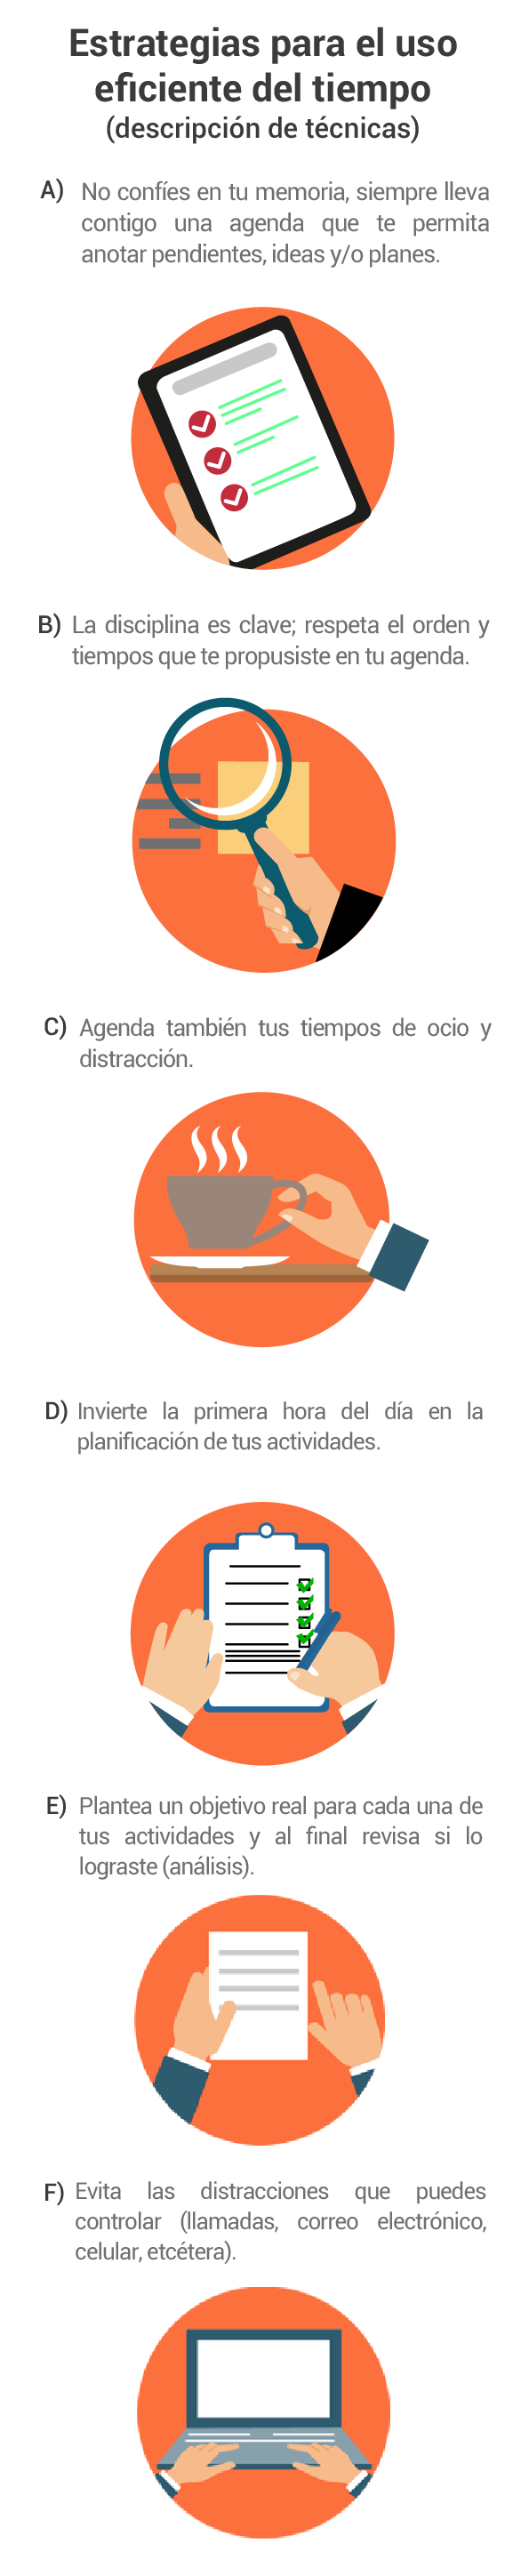 Estrategias para el uso
eficiente del tiempo
(descripción de técnicas)
A) No confíes en tu memoria, siempre lleva
contigo una agenda que te permita
anotar pendientes, ideas y/o planes.
B) La disciplina es clave; respeta el orden y
tiempos que te propusiste en tu agenda.
C) Agenda también tus tiempos de ocio y
distracción.
D) Invierte la primera hora del día en la
planificación de tus actividades.
E) Plantea un objetivo real para cada una de
tus actividades y al final revisa si lo
lograste (análisis).
F) Evita las distracciones que puedes
controlar (llamadas, correo electrónico,
celular, etcétera).